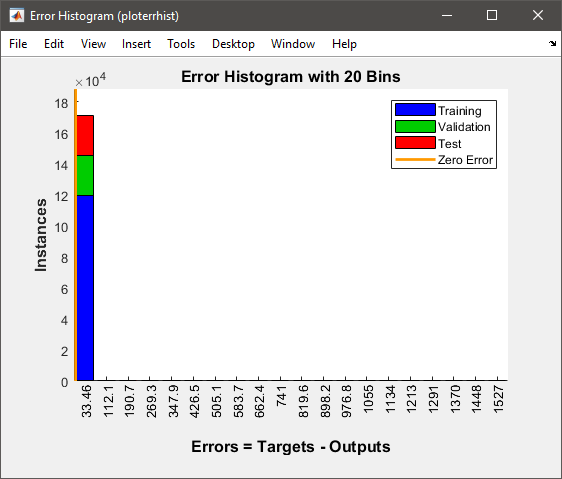 Error Histogram (ploterrhist)
File Edit View Insert Tools Desktop Window Help
Error Histogram with 20 Bins
×10⁴
18
16
14
12
10
8
6
4
2
0
Instances
Training
Validation
Test
Zero Error
33.46 112.1 190.7 269.3 347.9 426.5 505.1 583.7 662.4 741 819.6 898.2 976.8 1055 1134 1213 1291 1370 1448 1527
Errors = Targets - Outputs